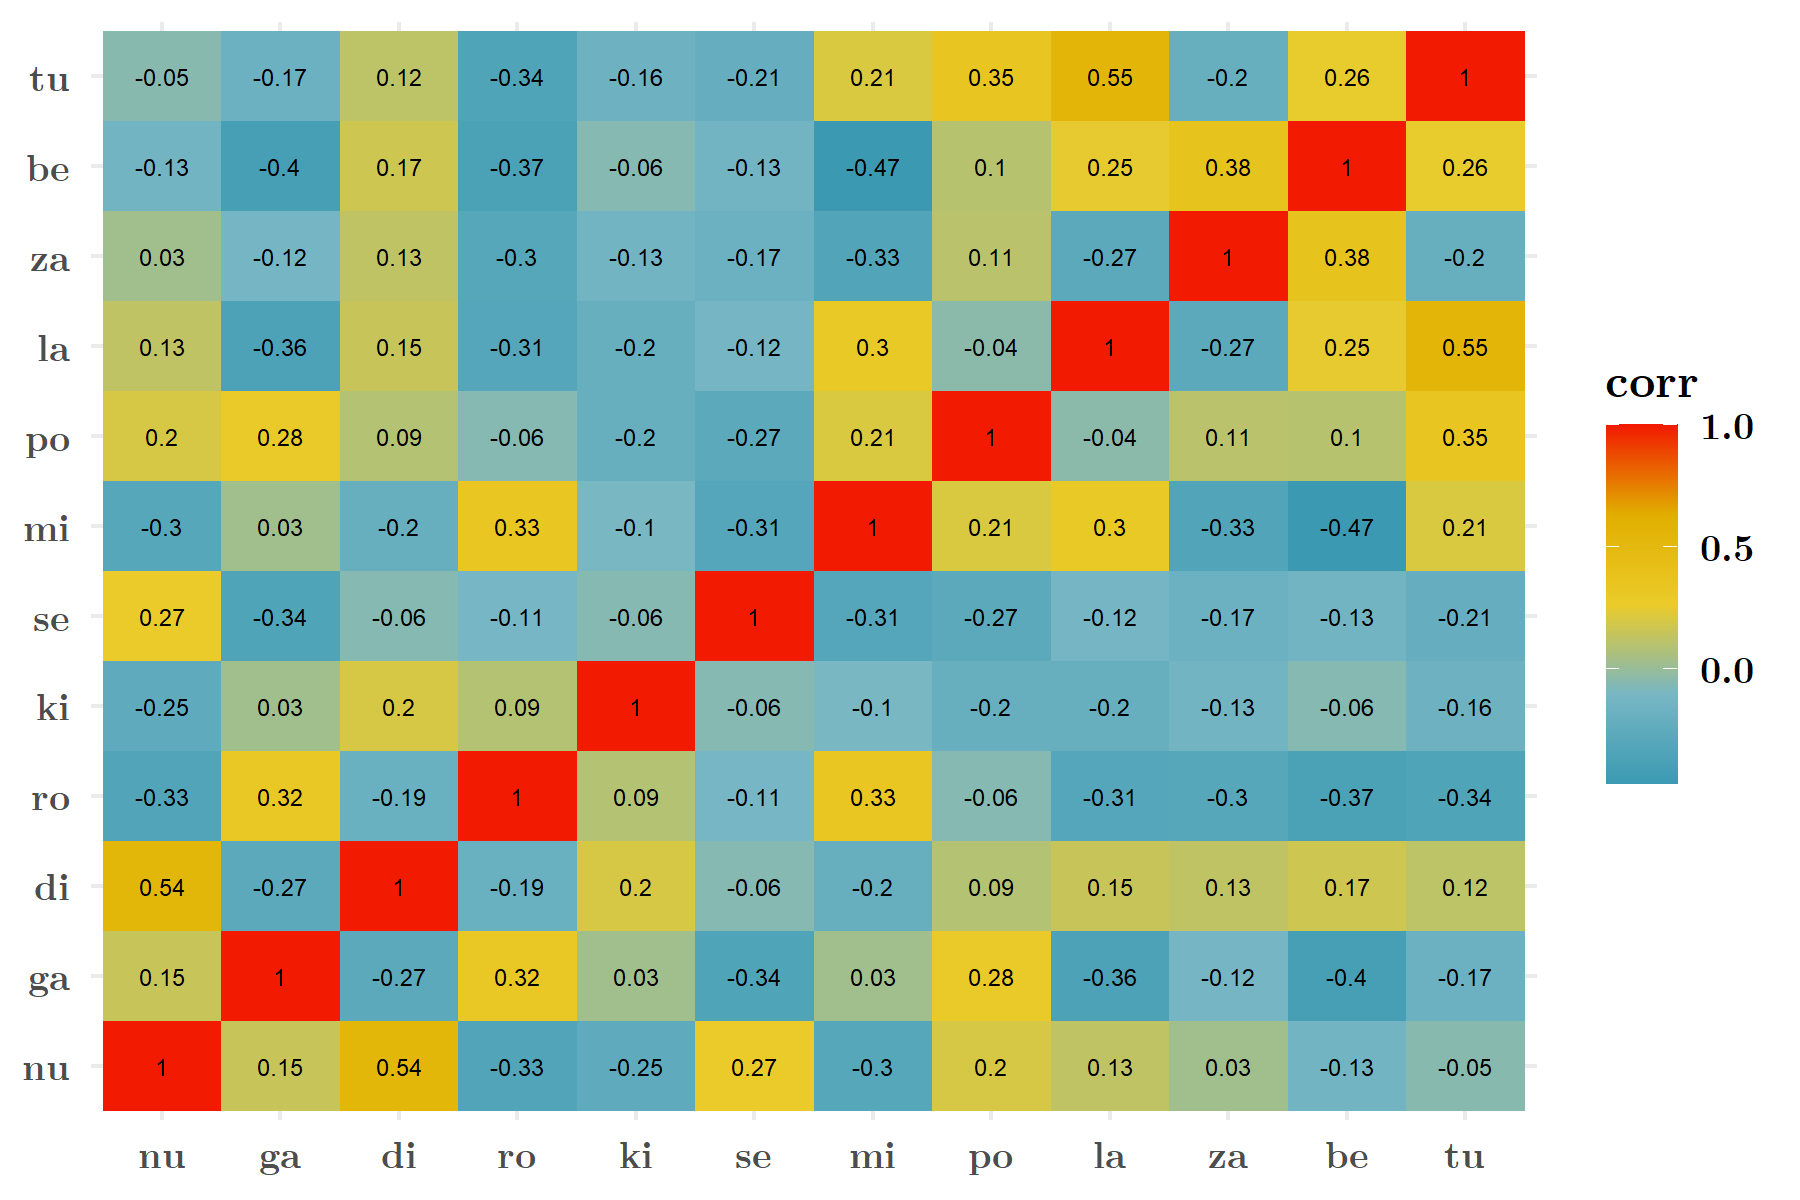 tu -0.05 -0.17 0.12 -0.34 -0.16 -0.21 0.21 0.35 0.55 -0.2 0.26 1
be -0.13 -0.4 0.17 -0.37 -0.06 -0.13 -0.47 0.1 0.25 0.38 1 0.26
za 0.03 -0.12 0.13 -0.3 -0.13 -0.17 -0.33 0.11 -0.27 1 0.38 -0.2
la 0.13 -0.36 0.15 -0.31 -0.2 -0.12 0.3 -0.04 1 -0.27 0.25 0.55
po 0.2 0.28 0.09 -0.06 -0.2 -0.27 0.21 1 -0.04 0.11 0.1 0.35
mi -0.3 0.03 -0.2 0.33 -0.1 -0.31 1 0.21 0.3 -0.33 -0.47 0.21
se 0.27 -0.34 -0.06 -0.11 -0.06 1 -0.31 -0.27 -0.12 -0.17 -0.13 -0.21
ki -0.25 0.03 0.2 0.09 1 -0.06 -0.1 -0.2 -0.2 -0.13 -0.06 -0.16
ro -0.33 0.32 -0.19 1 0.09 -0.11 0.33 -0.06 -0.31 -0.3 -0.37 -0.34
di 0.54 -0.27 1 -0.19 0.2 -0.06 -0.2 0.09 0.15 0.13 0.17 0.12
ga 0.15 1 -0.27 0.32 0.03 -0.34 0.03 0.28 -0.36 -0.12 -0.4 -0.17
nu 1 0.15 0.54 -0.33 -0.25 0.27 -0.3 0.2 0.13 0.03 -0.13 -0.05
nu ga di ro ki se mi po la za be tu
corr
1.0
0.5
0.0